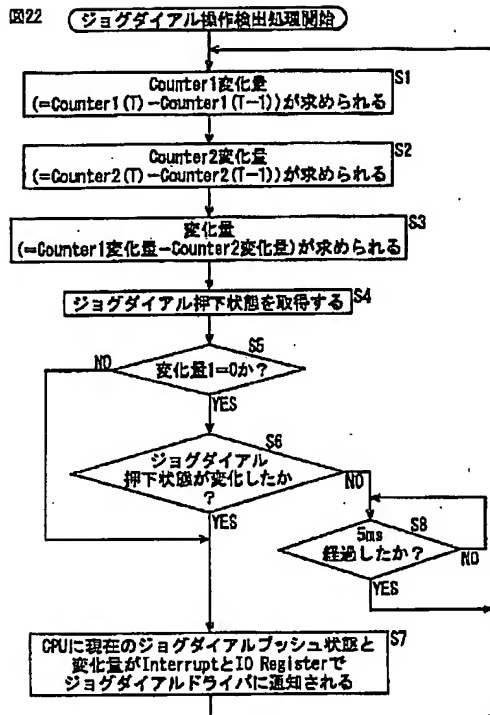 図22
ジョグダイアル操作検出処理開始
S1
Counter1変化量
(=Counter1(T)-Counter1(T-1))が求められる
S2
Counter2変化量
(=Counter2(T)-Counter2(T-1))が求められる
S3
変化量
(=Counter1変化量-Counter2変化量)が求められる
S4
ジョグダイアル押下状態を取得する
S5
変化量1=0か?
NO
YES
S6
ジョグダイアル
押下状態が変化したか
?
NO
YES
S8
5ms
経過したか?
NO
YES
S7
CPUに現在のジョグダイアルプッシュ状態と
変化量がInterruptとIO Registerで
ジョグダイアルドライバに通知される